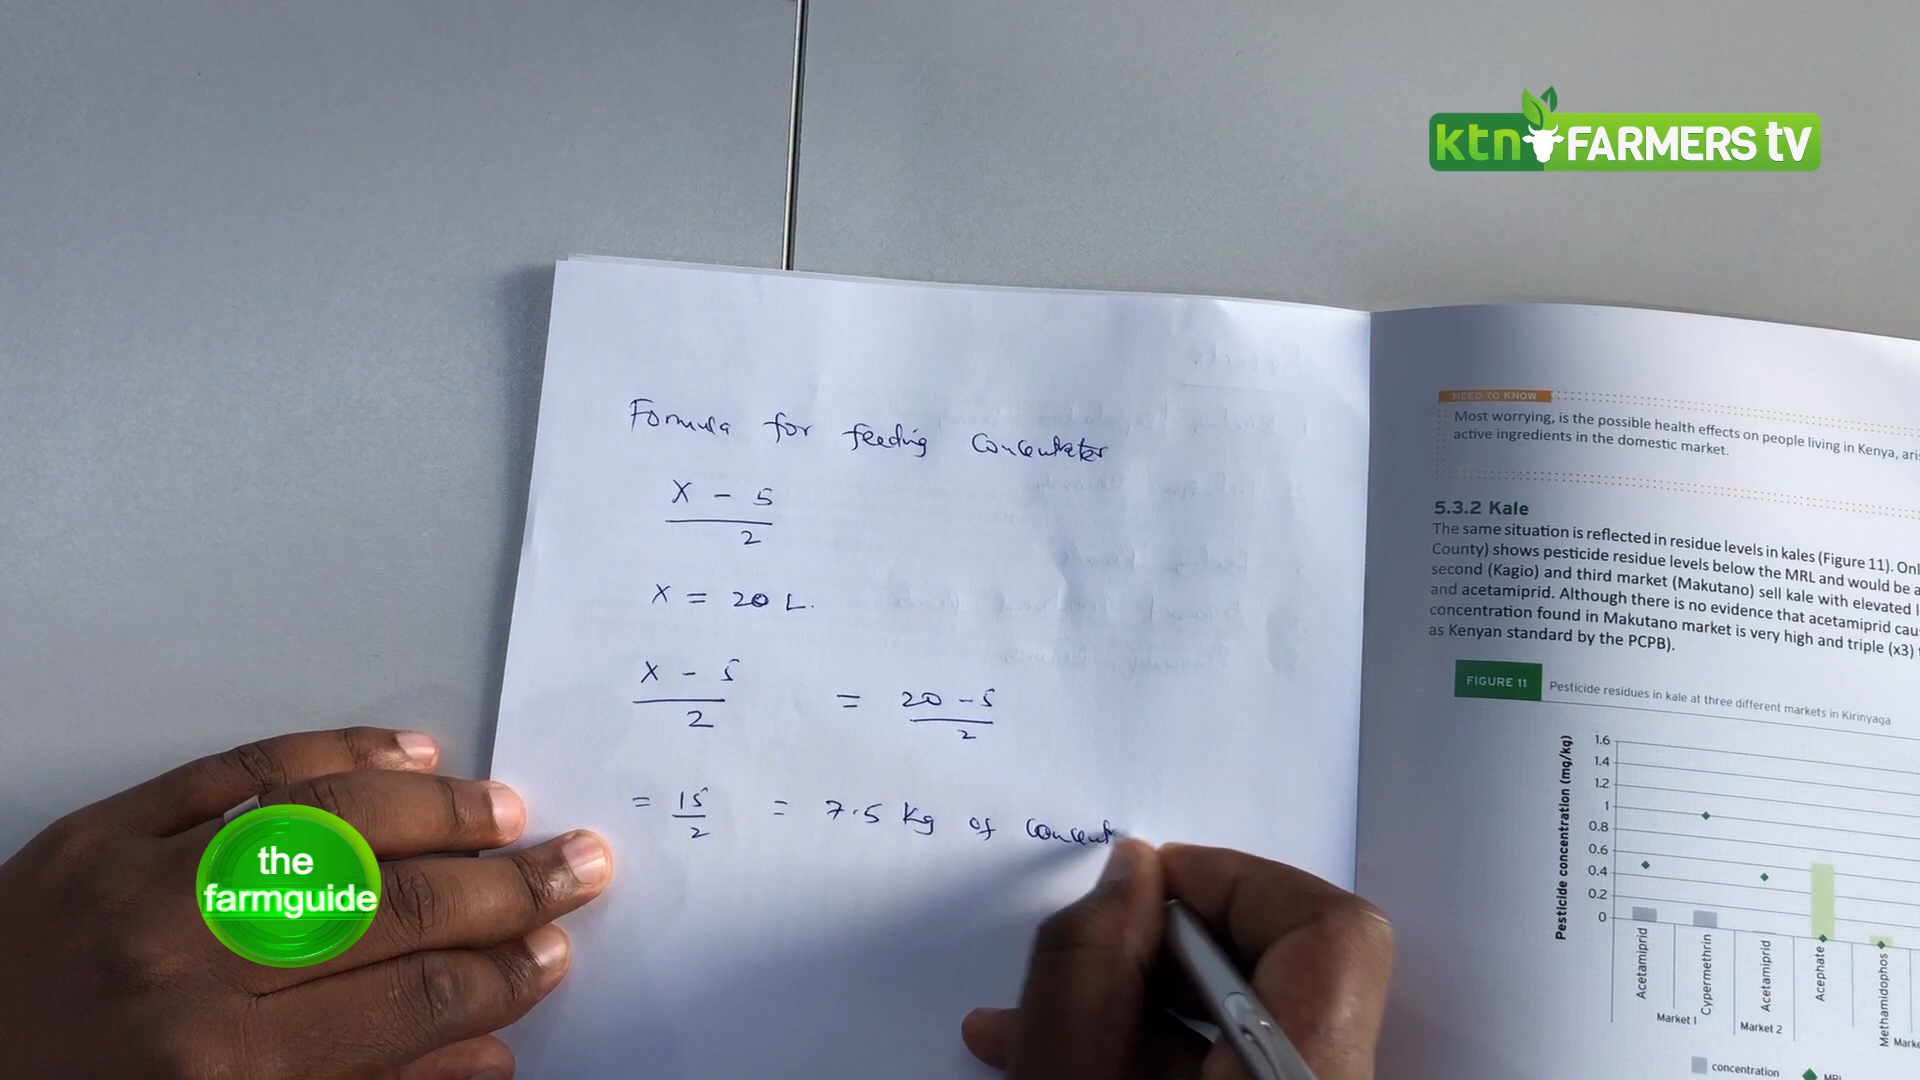 ktn FARMERS tv
Formula for feeding Concentrates
X - 5
2
X = 20 L.
X - 5 = 20 - 5
2 2
= 15 = 7.5 Kg of Concent
2
the
farmguide
NEED TO KNOW
Most worrying, is the possible health effects on people living in Kenya,
active ingredients in the domestic market.
5.3.2 Kale
The same situation is reflected in residue levels in kales (Figure 11).
County) shows pesticide residue levels below the MRL and would be
second (Kagio) and third market (Makutano) sell kale with elevated
and acetamiprid. Although there is no evidence that acetamiprid
concentration found in Makutano market is very high and triple (x3)
as Kenyan standard by the PCPB).
FIGURE 11 Pesticide residues in kale at three different markets in Kirinyaga
Pesticide concentration (mg/kg)
1.6
1.4
1.2
1
0.8
0.6
0.4
0.2
0
Acetamiprid
Cypermethrin
Acetamiprid
Acephate
Methamidophos
Market 1
Market 2
concentration